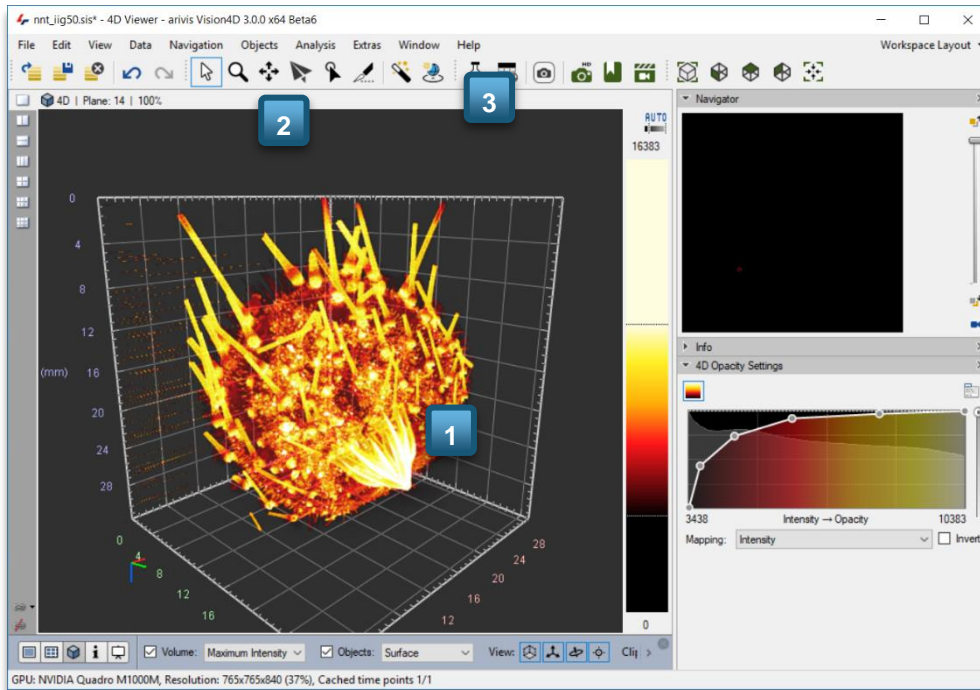 nnt_iig50.sis* - 4D Viewer - arivis Vision4D 3.0.0 x64 Beta6
File Edit View Data Navigation Objects Analysis Extras Window Help Workspace Layout
HD
4D | Plane: 14 | 100%
2
3
AUTO
16383
Navigator
0
4
8
12
(mm) 16
20
24
28
1
0
4
8
12
16
28
24
20
16
12
0
Info
4D Opacity Settings
3438 Intensity → Opacity 10383
Mapping: Intensity Invert
Volume: Maximum Intensity Objects: Surface View:
GPU: NVIDIA Quadro M1000M, Resolution: 765x765x840 (37%), Cached time points 1/1